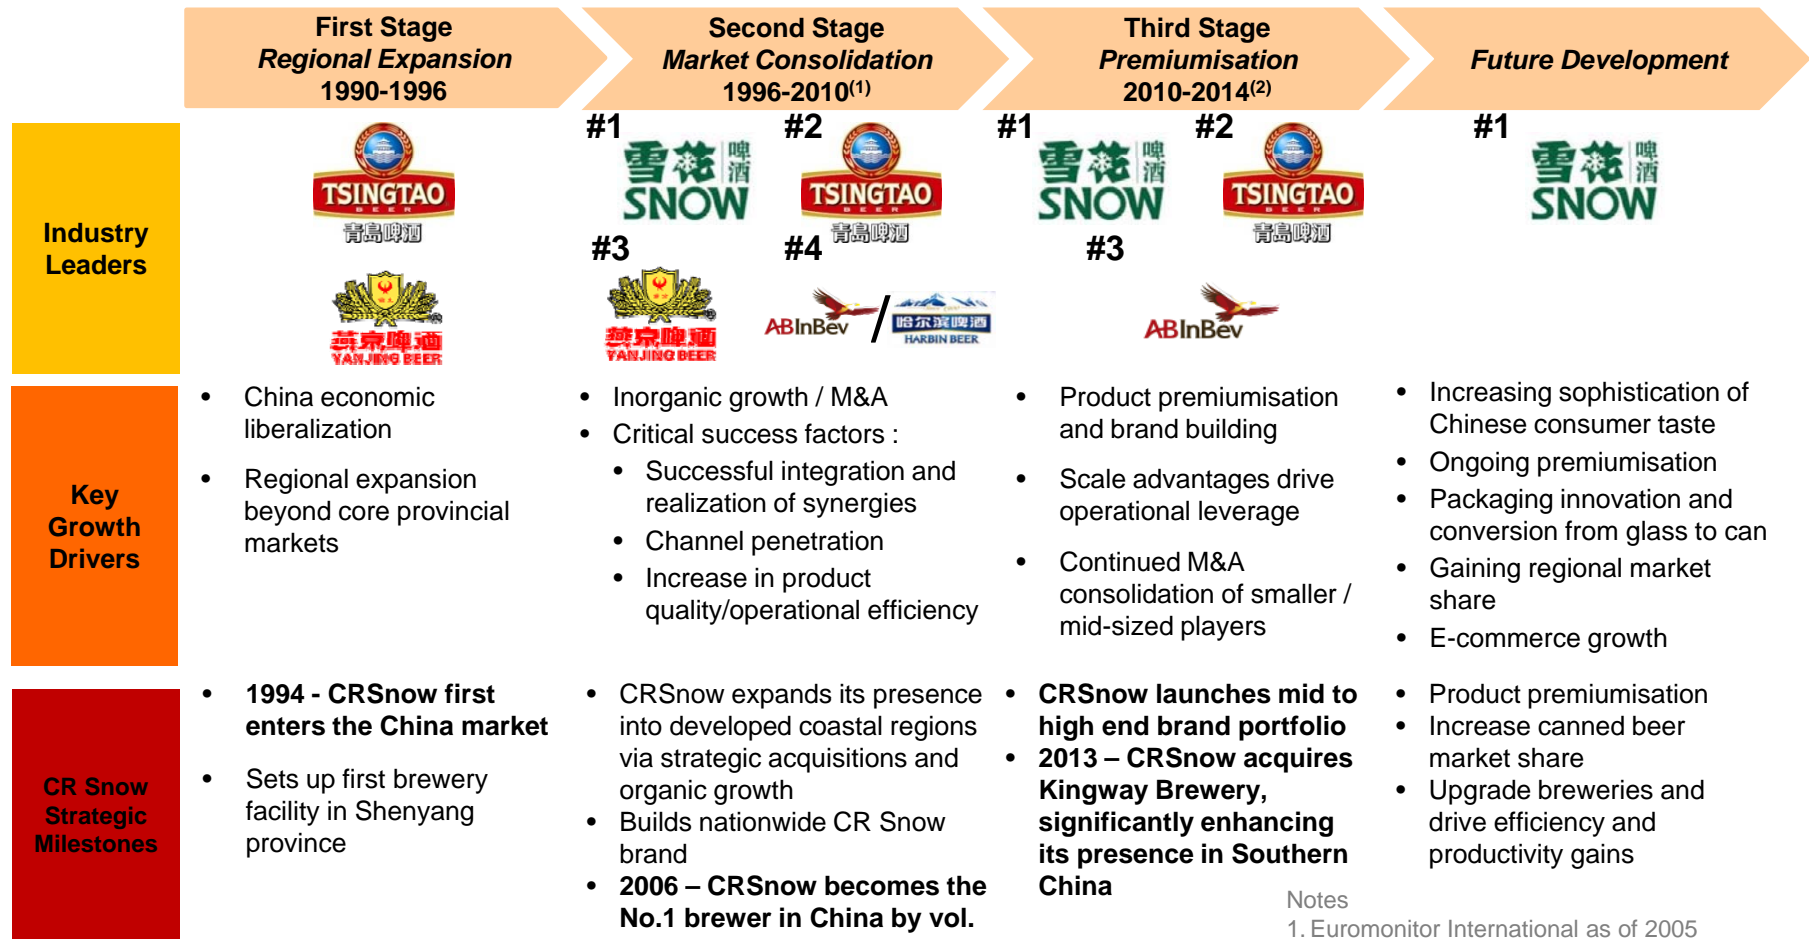 First Stage
Regional Expansion
1990-1996
Second Stage
Market Consolidation
1996-2010(1)
Third Stage
Premiumisation
2010-2014(2)
Future Development
Industry
Leaders
TSINGTAO
BEER
青島啤酒
燕京啤酒
YANJING BEER
#1
雪花
啤酒
SNOW
#2
TSINGTAO
BEER
青島啤酒
#3
燕京啤酒
YANJING BEER
#4
ABInBev
/
哈尔滨啤酒
HARBIN BEER
#1
雪花
啤酒
SNOW
#2
TSINGTAO
BEER
青島啤酒
#3
ABInBev
#1
雪花
啤酒
SNOW
Key
Growth
Drivers
• China economic
liberalization
• Regional expansion
beyond core provincial
markets
• Inorganic growth / M&A
• Critical success factors :
• Successful integration and
realization of synergies
• Channel penetration
• Increase in product
quality/operational efficiency
• Product premiumisation
and brand building
• Scale advantages drive
operational leverage
• Continued M&A
consolidation of smaller /
mid-sized players
• Increasing sophistication of
Chinese consumer taste
• Ongoing premiumisation
• Packaging innovation and
conversion from glass to can
• Gaining regional market
share
• E-commerce growth
CR Snow
Strategic
Milestones
• 1994 - CRSnow first
enters the China market
• Sets up first brewery
facility in Shenyang
province
• CRSnow expands its presence
into developed coastal regions
via strategic acquisitions and
organic growth
• Builds nationwide CR Snow
brand
• 2006 – CRSnow becomes the
No.1 brewer in China by vol.
• CRSnow launches mid to
high end brand portfolio
• 2013 – CRSnow acquires
Kingway Brewery,
significantly enhancing
its presence in Southern
China
• Product premiumisation
• Increase canned beer
market share
• Upgrade breweries and
drive efficiency and
productivity gains
Notes
1. Euromonitor International as of 2005